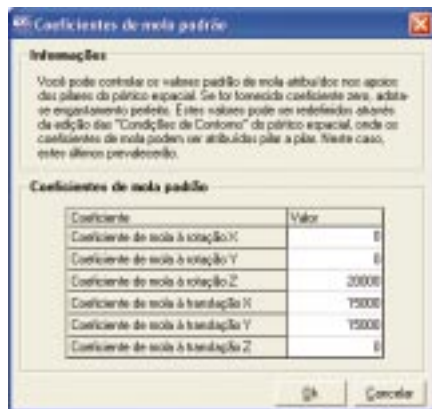 Coeficientes de mola padrão
Informações
Você pode controlar os valores padrão de mola atribuídos nos apoios
dos pilares do pórtico espacial. Se for fornecido coeficiente zero, adota-
se engastamento perfeito. Estes valores pode ser redefinidos através
da edição das "Condições de Contorno" do pórtico espacial, onde os
coeficientes de mola podem ser atribuídos pilar a pilar. Neste caso,
estes últimos prevalecerão.
Coeficientes de mola padrão
Coeficiente Valor
Coeficiente de mola à rotação X 0
Coeficiente de mola à rotação Y 0
Coeficiente de mola à rotação Z 20000
Coeficiente de mola à translação X 15000
Coeficiente de mola à translação Y 15000
Coeficiente de mola à translação Z 0
Ok Cancelar